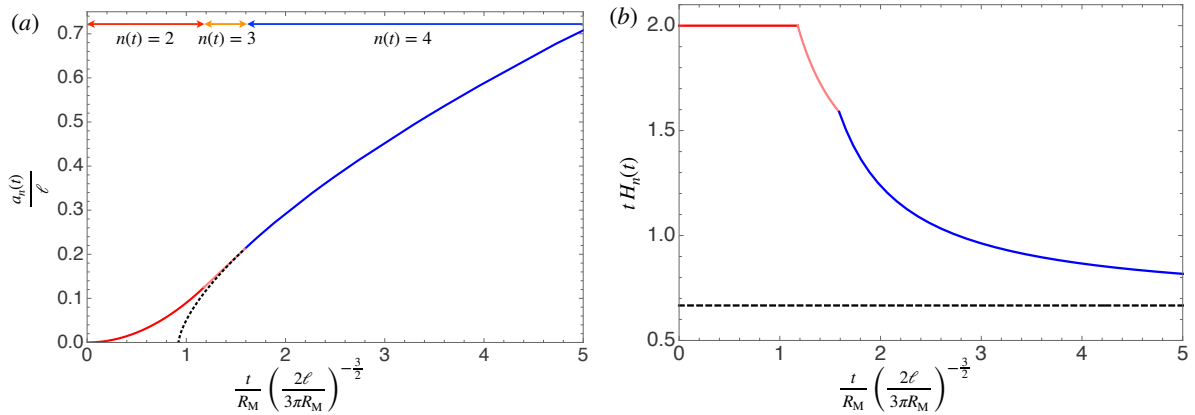 (a)
0.7
0.6
0.5
0.4
0.3
0.2
0.1
0.0
n(t) = 2
n(t) = 3
n(t) = 4
a_n(t)/ℓ
0 1 2 3 4 5
t/R_M (2ℓ/3πR_M)^{-3/2}
(b)
2.0
1.5
1.0
0.5
t H_n(t)
0 1 2 3 4 5
t/R_M (2ℓ/3πR_M)^{-3/2}